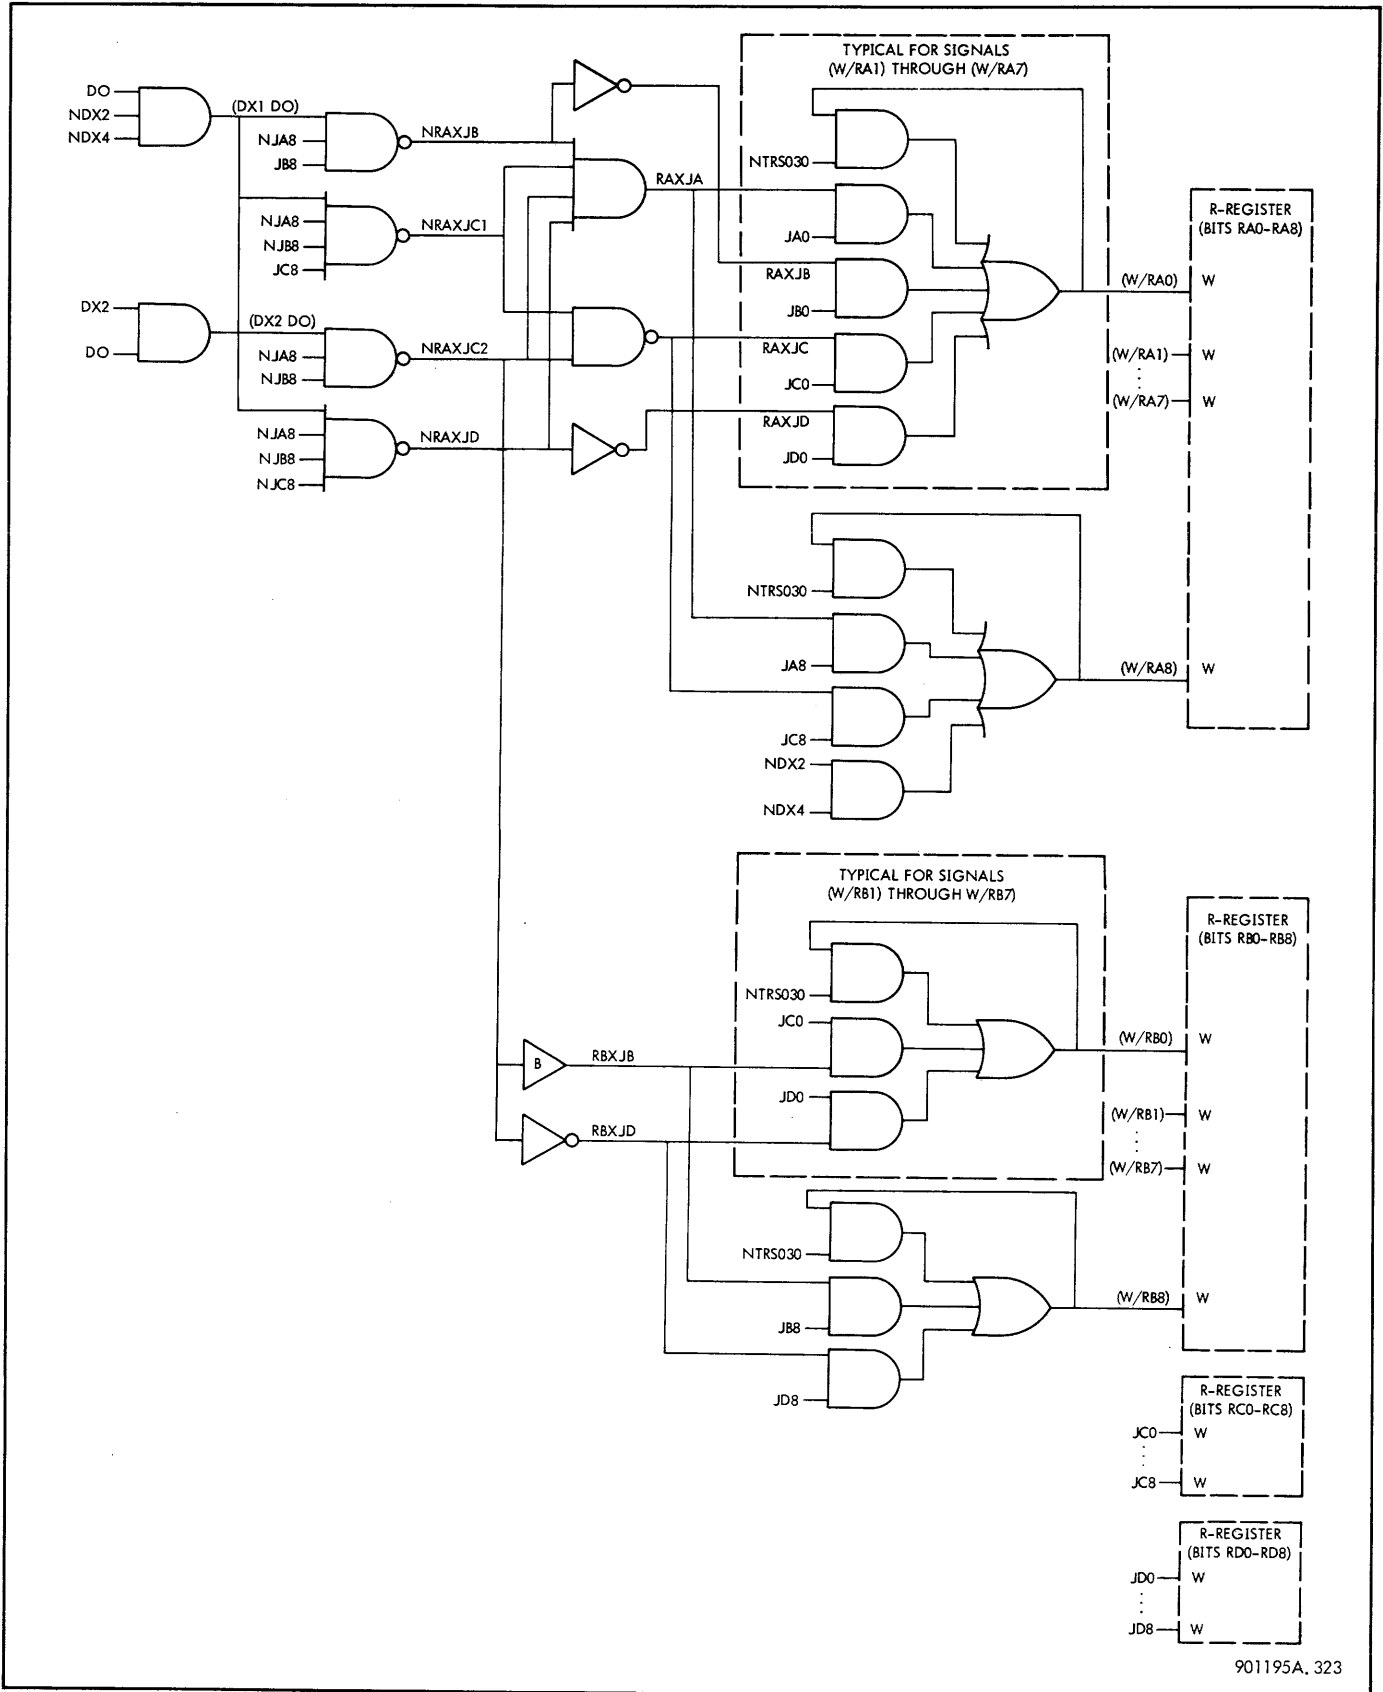 TYPICAL FOR SIGNALS
(W/RA1) THROUGH (W/RA7)
DO
NDX2
NDX4
(DX1 DO)
NJA8
JB8
NRAXJB
NJA8
NJB8
JC8
NRAXJC1
DX2
DO
(DX2 DO)
NJA8
NJB8
NRAXJC2
NJA8
NJB8
NJC8
NRAXJD
RAXJA
NTRS030
JA0
RAXJB
JB0
RAXJC
JC0
RAXJD
JD0
R-REGISTER
(BITS RA0-RA8)
(W/RA0)
W
(W/RA1)
W
(W/RA7)
W
NTRS030
JA8
JC8
NDX2
NDX4
(W/RA8)
W
TYPICAL FOR SIGNALS
(W/RB1) THROUGH W/RB7)
NTRS030
JC0
B
RBXJB
JD0
RBXJD
R-REGISTER
(BITS RB0-RB8)
(W/RB0)
W
(W/RB1)
W
(W/RB7)
W
NTRS030
JB8
JD8
(W/RB8)
W
R-REGISTER
(BITS RC0-RC8)
JC0
W
JC8
W
R-REGISTER
(BITS RD0-RD8)
JD0
W
JD8
W
901195A. 323